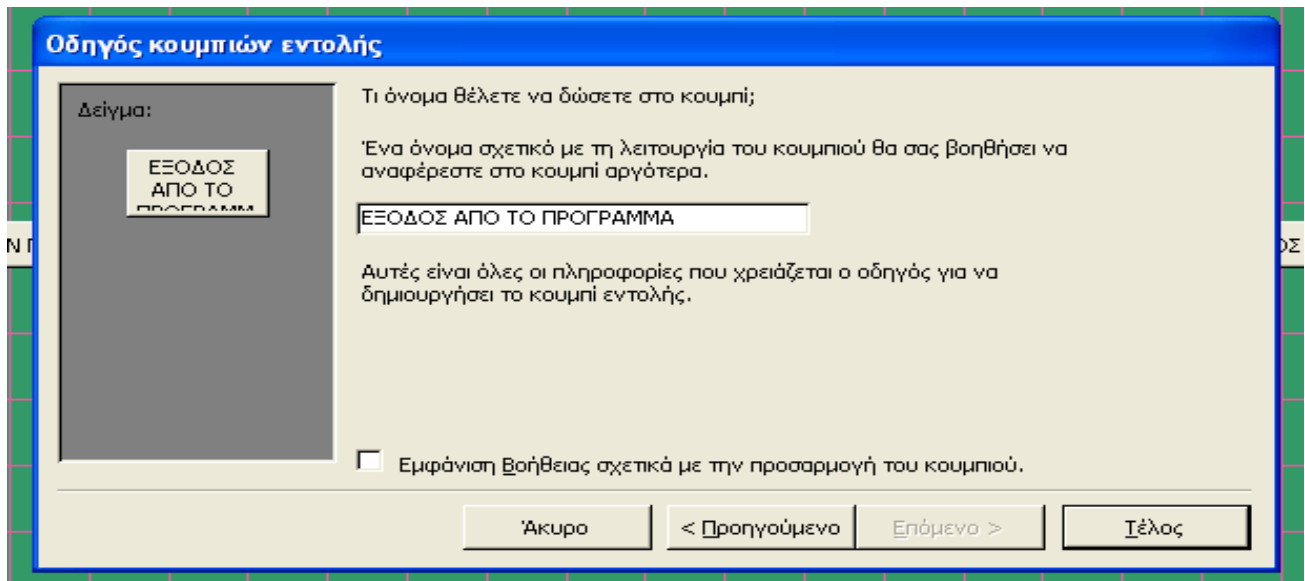 Οδηγός κουμπιών εντολής
Δείγμα:
ΕΞΟΔΟΣ
ΑΠΟ ΤΟ
ΠΡΟΓΡΑΜΜ
Τι όνομα θέλετε να δώσετε στο κουμπί;
Ένα όνομα σχετικό με τη λειτουργία του κουμπιού θα σας βοηθήσει να
αναφέρεστε στο κουμπί αργότερα.
ΕΞΟΔΟΣ ΑΠΟ ΤΟ ΠΡΟΓΡΑΜΜΑ
Αυτές είναι όλες οι πληροφορίες που χρειάζεται ο οδηγός για να
δημιουργήσει το κουμπί εντολής.
Εμφάνιση Βοήθειας σχετικά με την προσαρμογή του κουμπιού.
Άκυρο
< Προηγούμενο
Επόμενο >
Τέλος